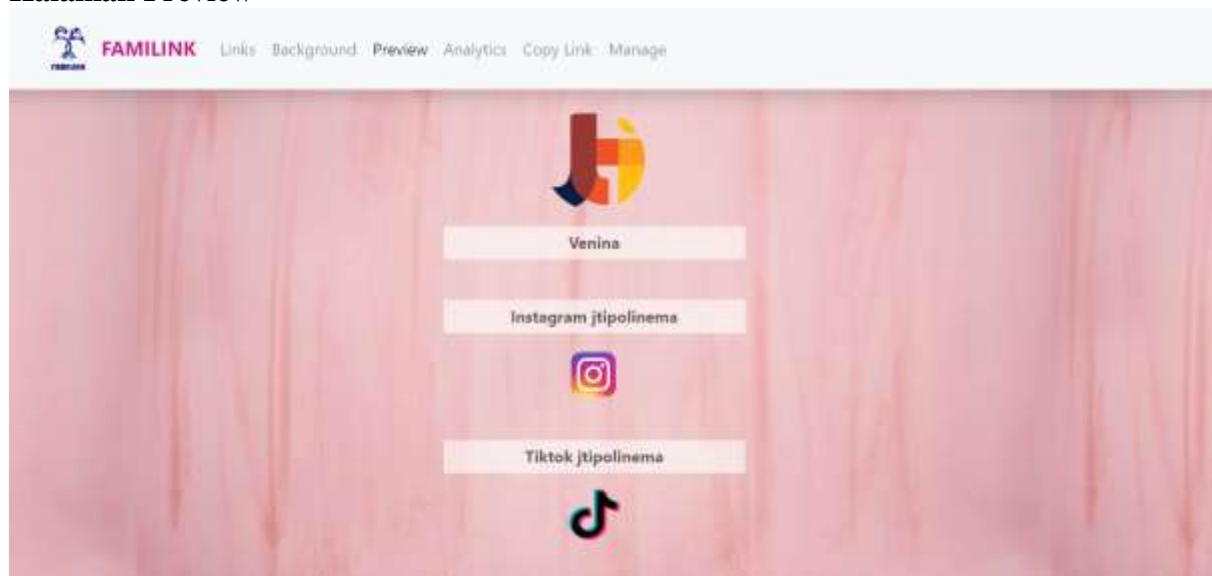 FAMILINK Links Background Preview Analytics Copy Link Manage
Venina
Instagram jtipolinema
Tiktok jtipolinema